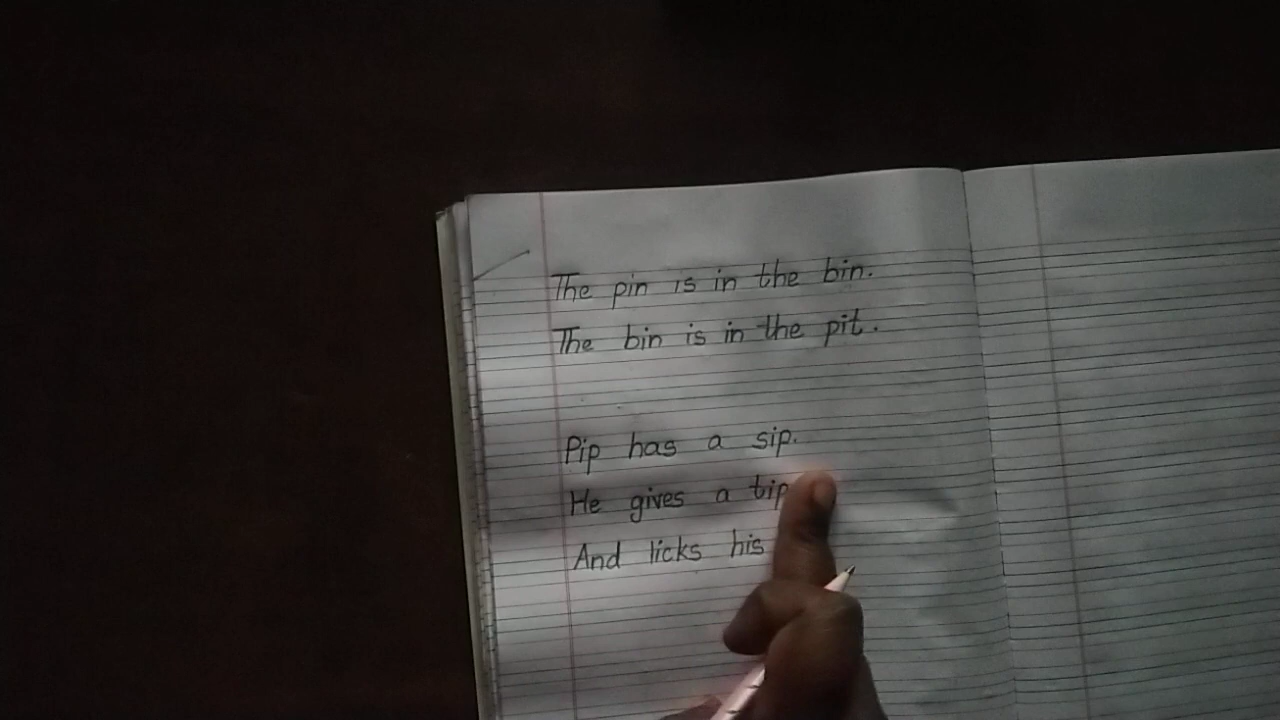 The pin is in the bin.
The bin is in the pit.
Pip has a sip.
He gives a tip
And licks his